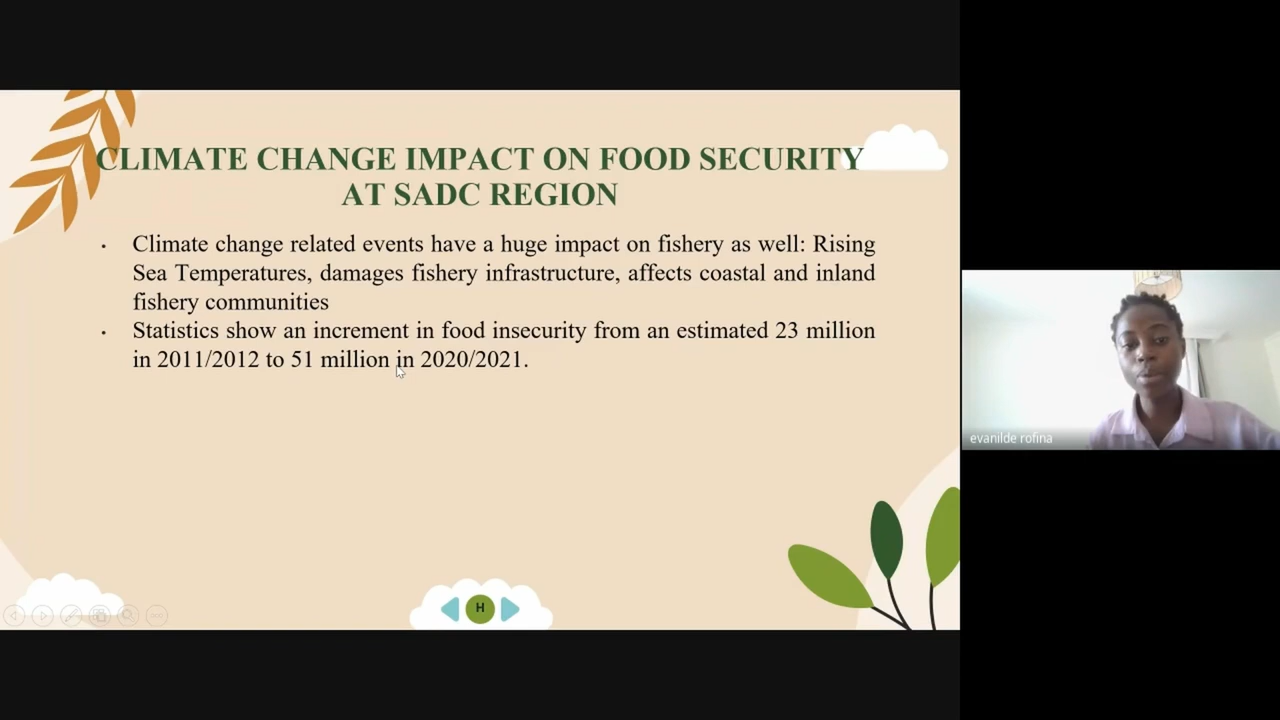 CLIMATE CHANGE IMPACT ON FOOD SECURITY
AT SADC REGION
• Climate change related events have a huge impact on fishery as well: Rising
Sea Temperatures, damages fishery infrastructure, affects coastal and inland
fishery communities
• Statistics show an increment in food insecurity from an estimated 23 million
in 2011/2012 to 51 million in 2020/2021.
H
evanilde rofina